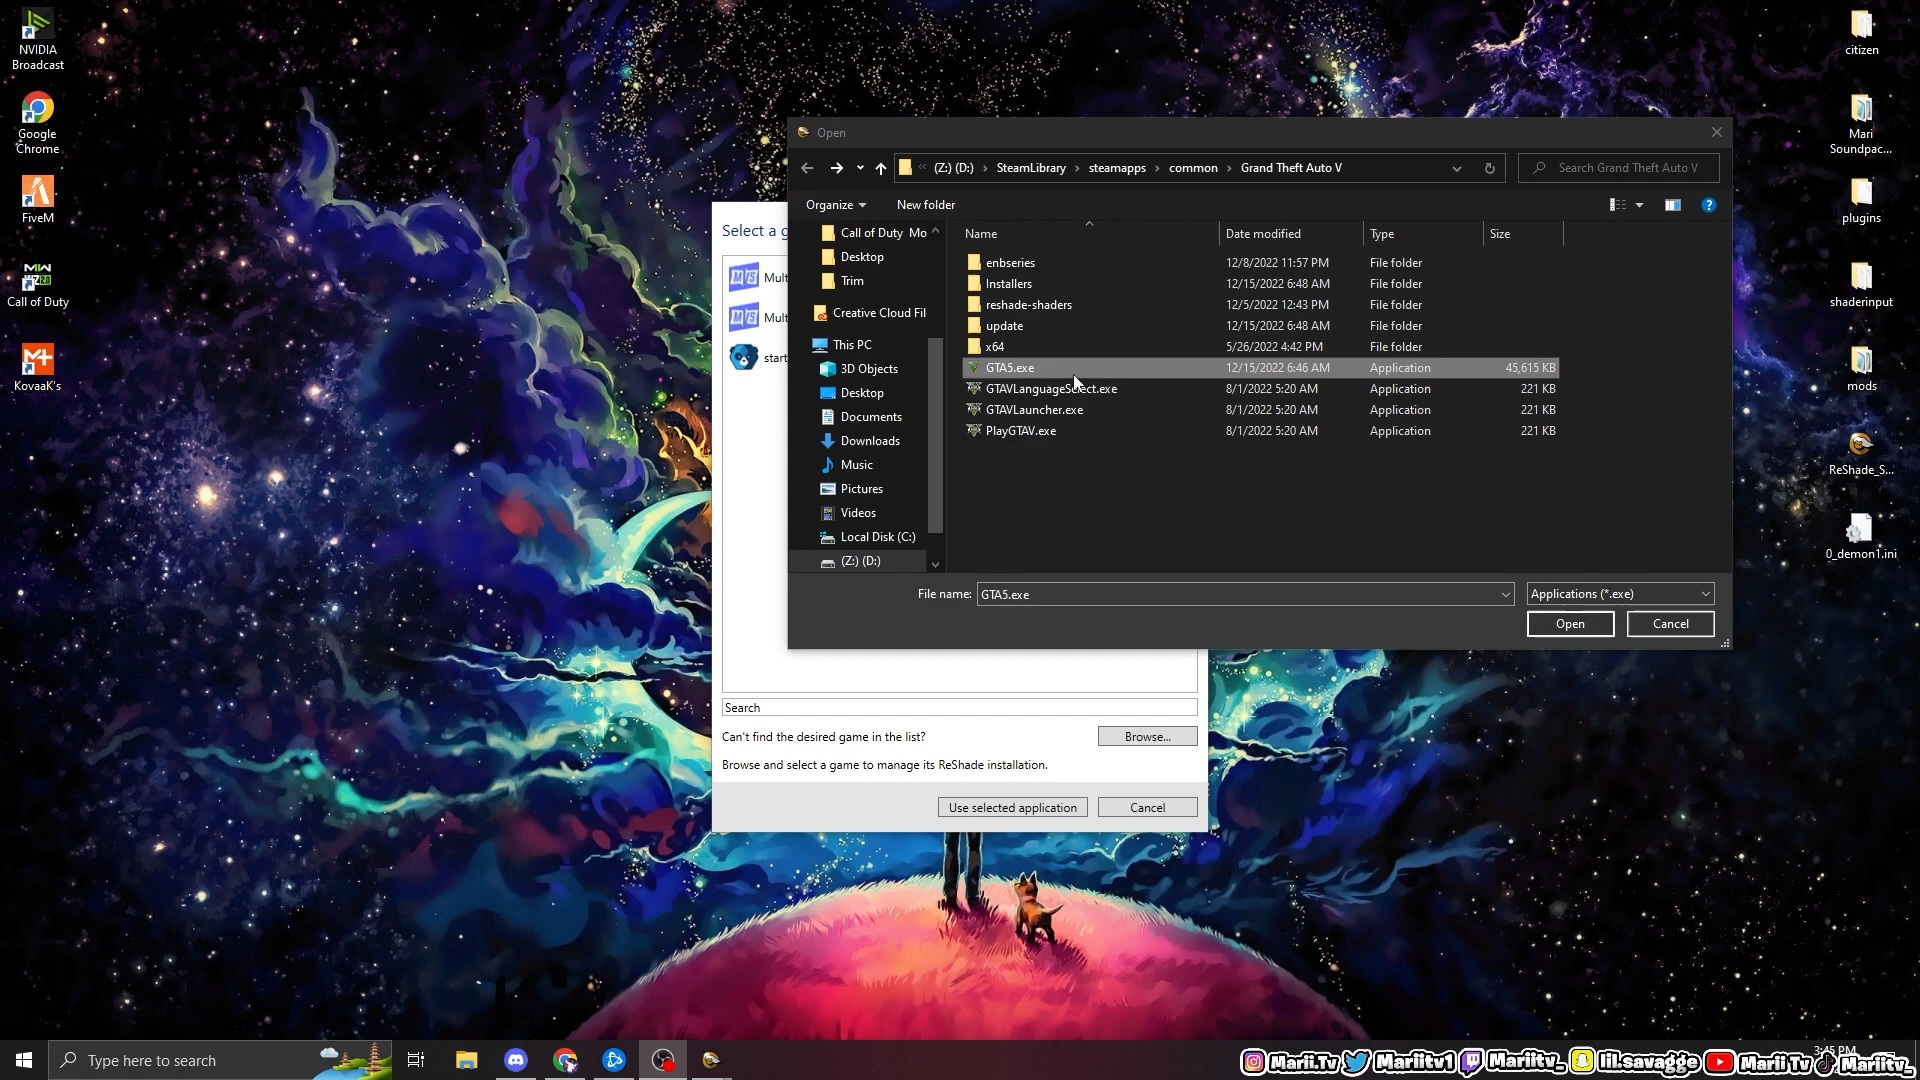 NVIDIA
Broadcast
Google
Chrome
FiveM
Call of Duty
KovaaK's
citizen
Mari
Soundpac...
plugins
shaderinput
mods
ReShade_S...
0_demon1.ini
Open
(Z:) (D:) › SteamLibrary › steamapps › common › Grand Theft Auto V
Search Grand Theft Auto V
Organize
New folder
Call of Duty Mo
Desktop
Trim
Creative Cloud Fil
This PC
3D Objects
Desktop
Documents
Downloads
Music
Pictures
Videos
Local Disk (C:)
(Z:) (D:)
Name Date modified Type Size
enbseries 12/8/2022 11:57 PM File folder
Installers 12/15/2022 6:48 AM File folder
reshade-shaders 12/5/2022 12:43 PM File folder
update 12/15/2022 6:48 AM File folder
x64 5/26/2022 4:42 PM File folder
GTA5.exe 12/15/2022 6:46 AM Application 45,615 KB
GTAVLanguageSelect.exe 8/1/2022 5:20 AM Application 221 KB
GTAVLauncher.exe 8/1/2022 5:20 AM Application 221 KB
PlayGTAV.exe 8/1/2022 5:20 AM Application 221 KB
File name: GTA5.exe
Applications (*.exe)
Open
Cancel
Select a g
Mult
Mult
start
Search
Can't find the desired game in the list?
Browse...
Browse and select a game to manage its ReShade installation.
Use selected application
Cancel
Type here to search
3:45 PM
Marii.Tv Mariitv1 Mariitv_ lil.savagge Marii Tv Mariitv_